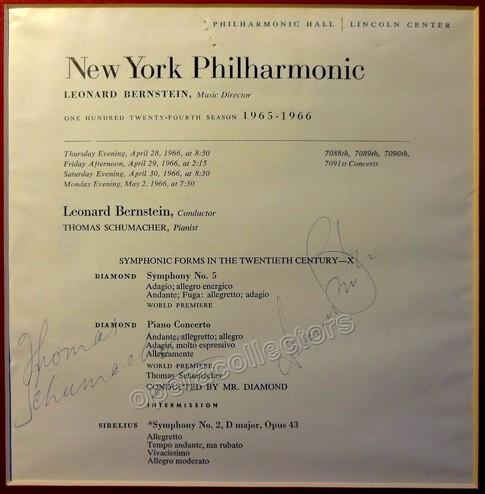 PHILHARMONIC HALL | LINCOLN CENTER
New York Philharmonic
LEONARD BERNSTEIN, Music Director
ONE HUNDRED TWENTY-FOURTH SEASON 1965-1966
Thursday Evening, April 28, 1966, at 8:30 7088th, 7089th, 7090th,
Friday Afternoon, April 29, 1966, at 2:15 7091st Concerts
Saturday Evening, April 30, 1966, at 8:30
Monday Evening, May 2, 1966, at 7:30
Leonard Bernstein, Conductor
THOMAS SCHUMACHER, Pianist
SYMPHONIC FORMS IN THE TWENTIETH CENTURY—X
DIAMOND Symphony No. 5
Adagio; allegro energico
Andante; Fuga: allegretto; adagio
WORLD PREMIERE
DIAMOND Piano Concerto
Andante; allegretto; allegro
Adagio, molto espressivo
Allegramente
WORLD PREMIERE
Thomas Schumacher
CONDUCTED BY MR. DIAMOND
INTERMISSION
SIBELIUS *Symphony No. 2, D major, Opus 43
Allegretto
Tempo andante, ma rubato
Vivacissimo
Allegro moderato
Thomas
Schumacher
operacollectors